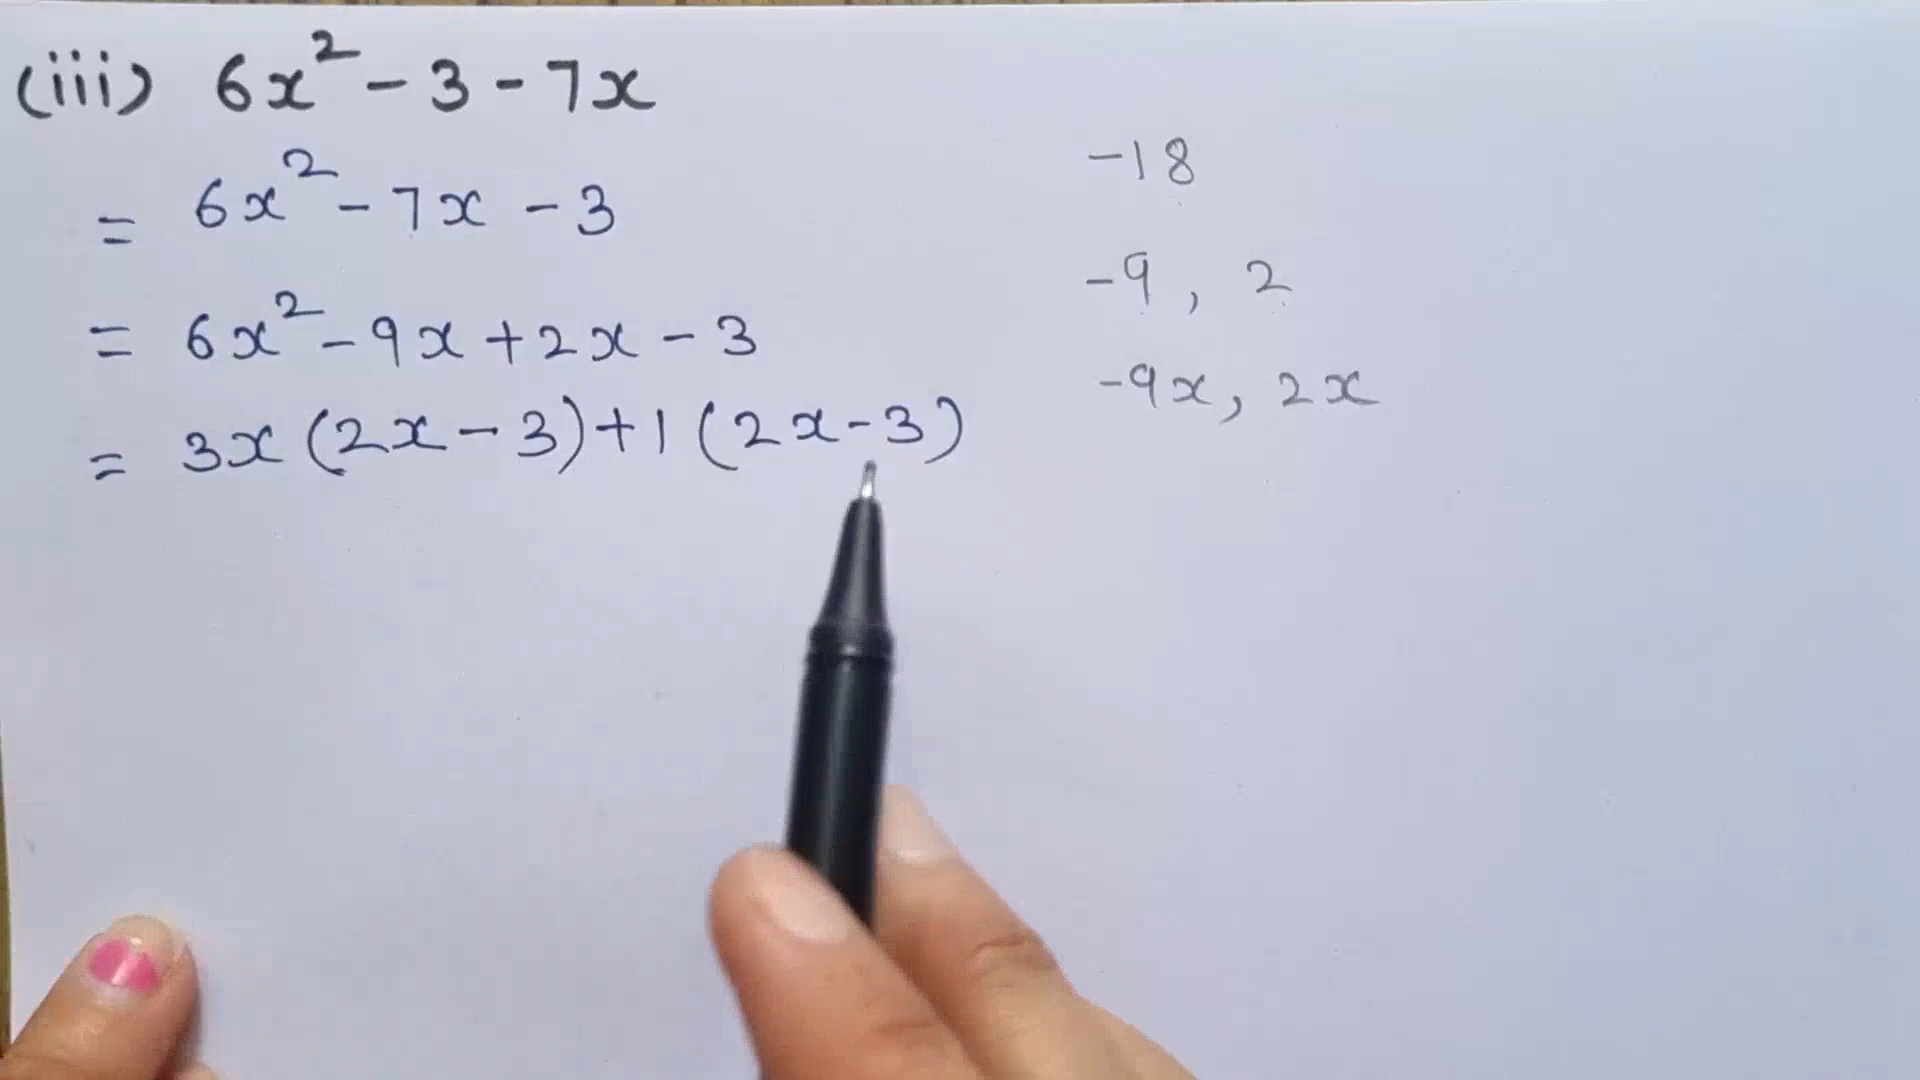 (iii) 6x² - 3 - 7x
= 6x² - 7x - 3
= 6x² - 9x + 2x - 3
= 3x (2x - 3) + 1 (2x - 3)
-18
-9, 2
-9x, 2x